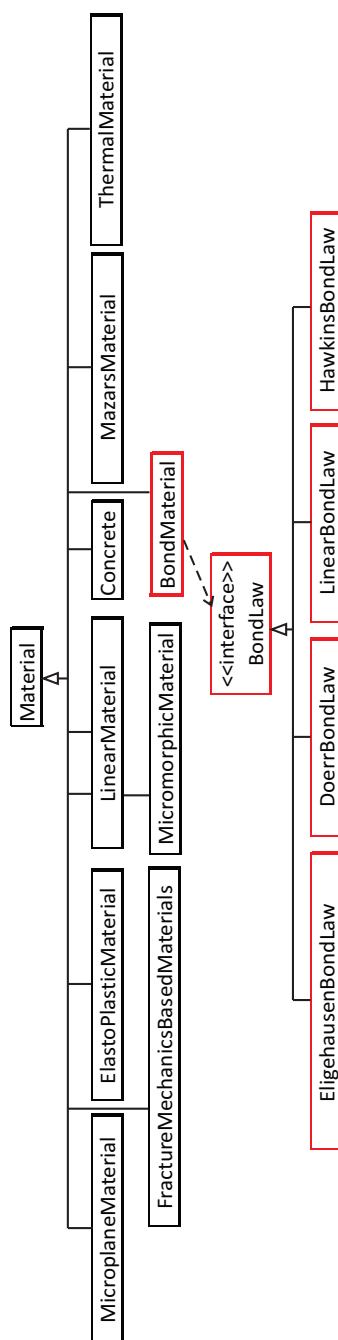 Material
MicroplaneMaterial
ElastoPlasticMaterial
LinearMaterial
Concrete
MazarsMaterial
ThermalMaterial
FractureMechanicsBasedMaterials
MicromorphicMaterial
BondMaterial
<<interface>>
BondLaw
EligehausenBondLaw
DoerrBondLaw
LinearBondLaw
HawkinsBondLaw